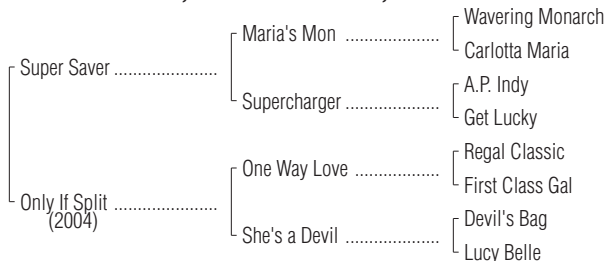 Wavering Monarch
Maria's Mon ..................
Carlotta Maria
Super Saver .....................
A.P. Indy
Supercharger ..................
Get Lucky
Regal Classic
One Way Love ................
First Class Gal
Only If Split .....................
(2004)
Devil's Bag
She's a Devil ..................
Lucy Belle